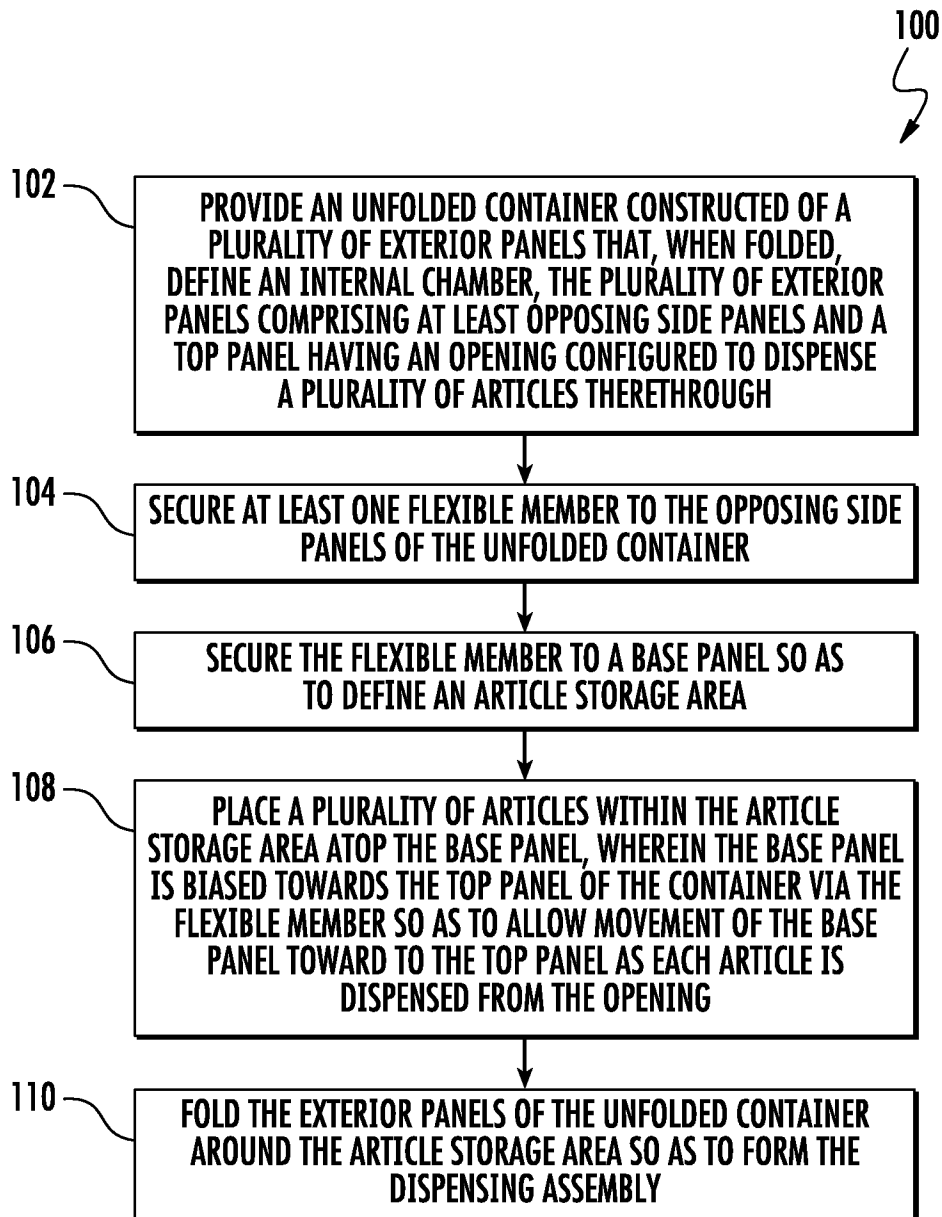 100
102
PROVIDE AN UNFOLDED CONTAINER CONSTRUCTED OF A
PLURALITY OF EXTERIOR PANELS THAT, WHEN FOLDED,
DEFINE AN INTERNAL CHAMBER, THE PLURALITY OF EXTERIOR
PANELS COMPRISING AT LEAST OPPOSING SIDE PANELS AND A
TOP PANEL HAVING AN OPENING CONFIGURED TO DISPENSE
A PLURALITY OF ARTICLES THERETHROUGH
104
SECURE AT LEAST ONE FLEXIBLE MEMBER TO THE OPPOSING SIDE
PANELS OF THE UNFOLDED CONTAINER
106
SECURE THE FLEXIBLE MEMBER TO A BASE PANEL SO AS
TO DEFINE AN ARTICLE STORAGE AREA
108
PLACE A PLURALITY OF ARTICLES WITHIN THE ARTICLE
STORAGE AREA ATOP THE BASE PANEL, WHEREIN THE BASE PANEL
IS BIASED TOWARDS THE TOP PANEL OF THE CONTAINER VIA THE
FLEXIBLE MEMBER SO AS TO ALLOW MOVEMENT OF THE BASE
PANEL TOWARD TO THE TOP PANEL AS EACH ARTICLE IS
DISPENSED FROM THE OPENING
110
FOLD THE EXTERIOR PANELS OF THE UNFOLDED CONTAINER
AROUND THE ARTICLE STORAGE AREA SO AS TO FORM THE
DISPENSING ASSEMBLY